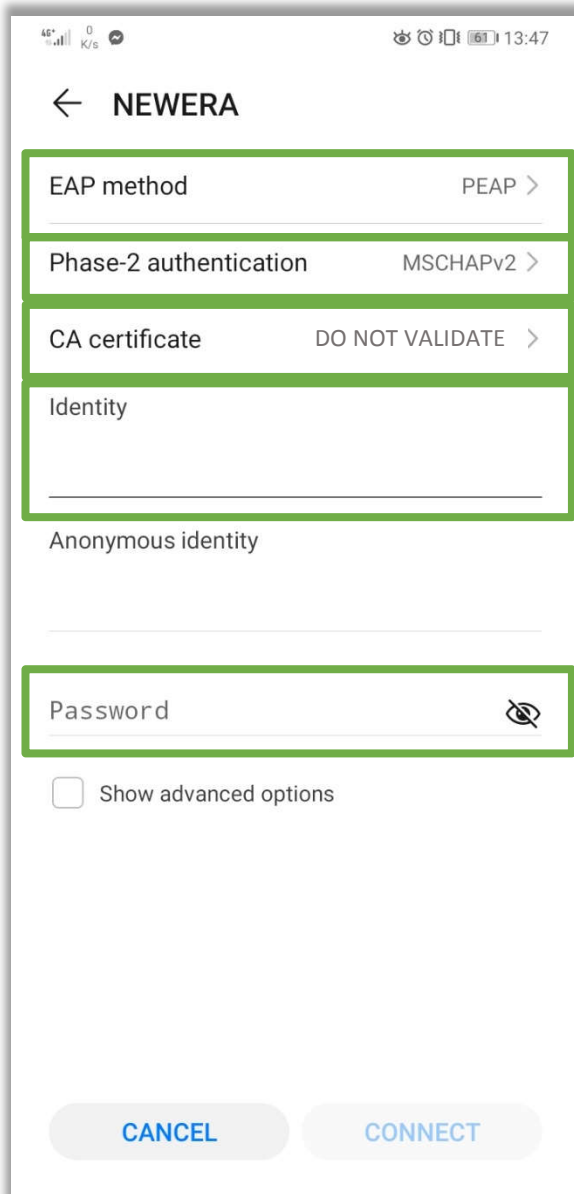 4G+ 0 K/s 61 13:47
NEWERA
EAP method PEAP
Phase-2 authentication MSCHAPv2
CA certificate DO NOT VALIDATE
Identity
Anonymous identity
Password
Show advanced options
CANCEL CONNECT